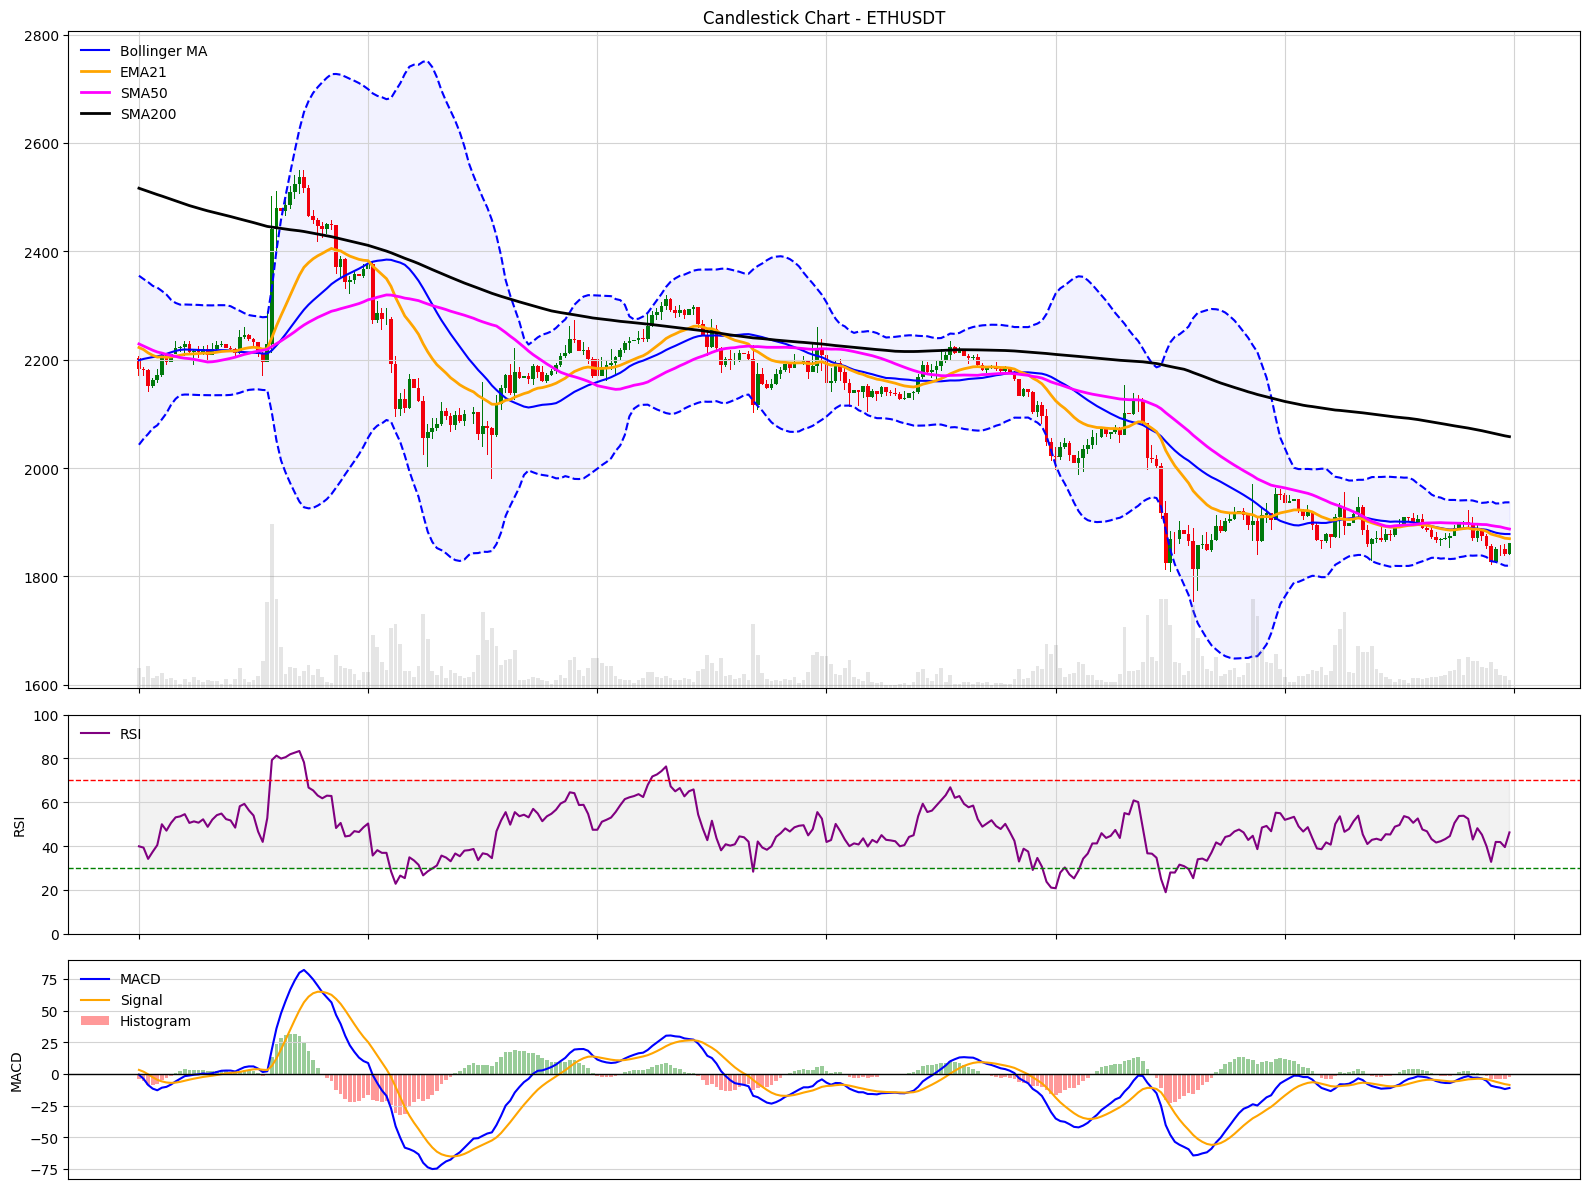 Candlestick Chart - ETHUSDT
2800
2600
2400
2200
2000
1800
1600
Bollinger MA
EMA21
SMA50
SMA200
100
80
60
40
20
0
RSI
RSI
75
50
25
0
−25
−50
−75
MACD
MACD
Signal
Histogram